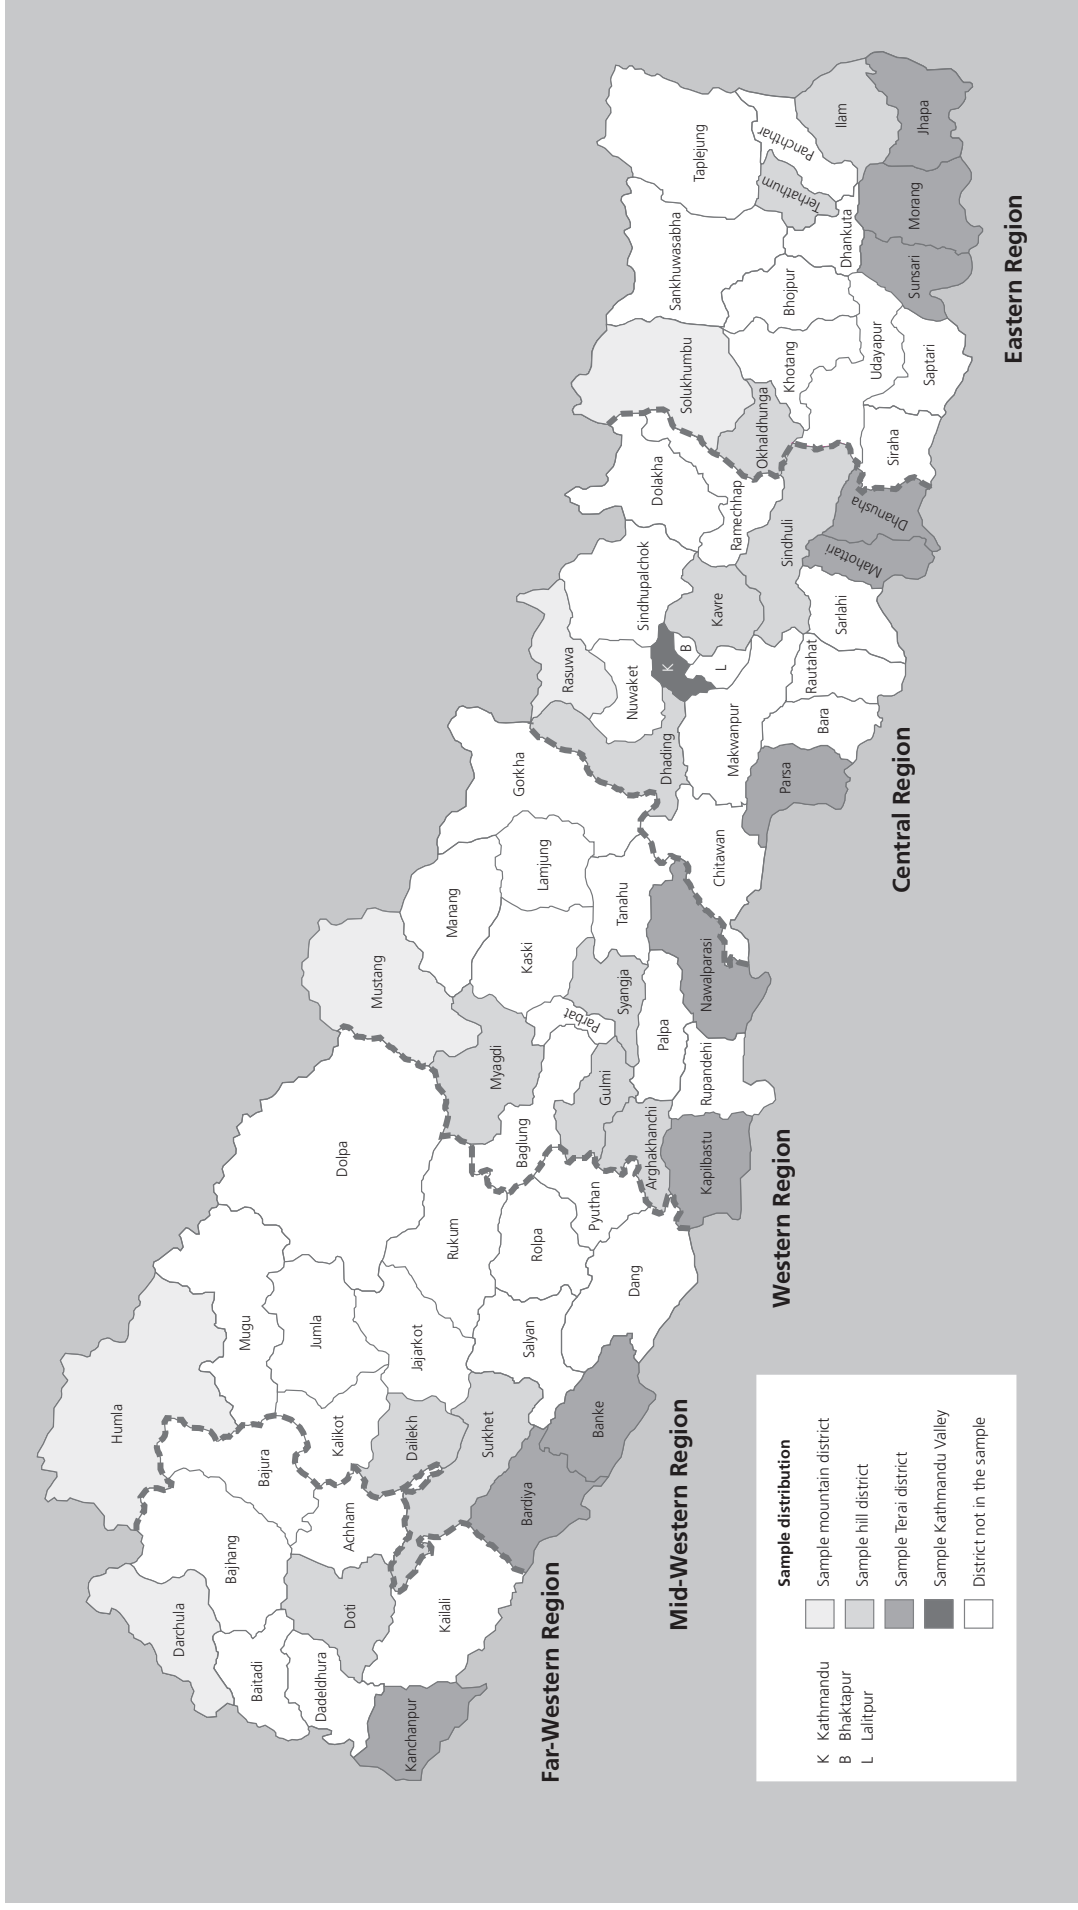 Humla
Darchula
Bajhang
Bajura
Mugu
Baitadi
Dadeldhura
Doti
Achham
Kalikot
Jumla
Dolpa
Kanchanpur
Kailali
Dailekh
Jajarkot
Surkhet
Rukum
Bardiya
Banke
Salyan
Rolpa
Pyuthan
Dang
Mustang
Manang
Myagdi
Kaski
Lamjung
Gorkha
Baglung
Parbat
Gulmi
Syangja
Tanahu
Arghakhanchi
Palpa
Kapilbastu
Rupandehi
Nawalparasi
Rasuwa
Nuwaket
Dhading
Sindhupalchok
Dolakha
K
B
L
Kavre
Ramechhap
Chitawan
Makwanpur
Sindhuli
Parsa
Bara
Rautahat
Sarlahi
Mahottari
Dhanusha
Solukhumbu
Sankhuwasabha
Taplejung
Okhaldhunga
Khotang
Bhojpur
Terhathum
Panchthar
Dhankuta
Ilam
Udayapur
Siraha
Saptari
Sunsari
Morang
Jhapa
Far-Western Region
Mid-Western Region
Western Region
Central Region
Eastern Region
Sample distribution
K Kathmandu
B Bhaktapur
L Lalitpur
Sample mountain district
Sample hill district
Sample Terai district
Sample Kathmandu Valley
District not in the sample